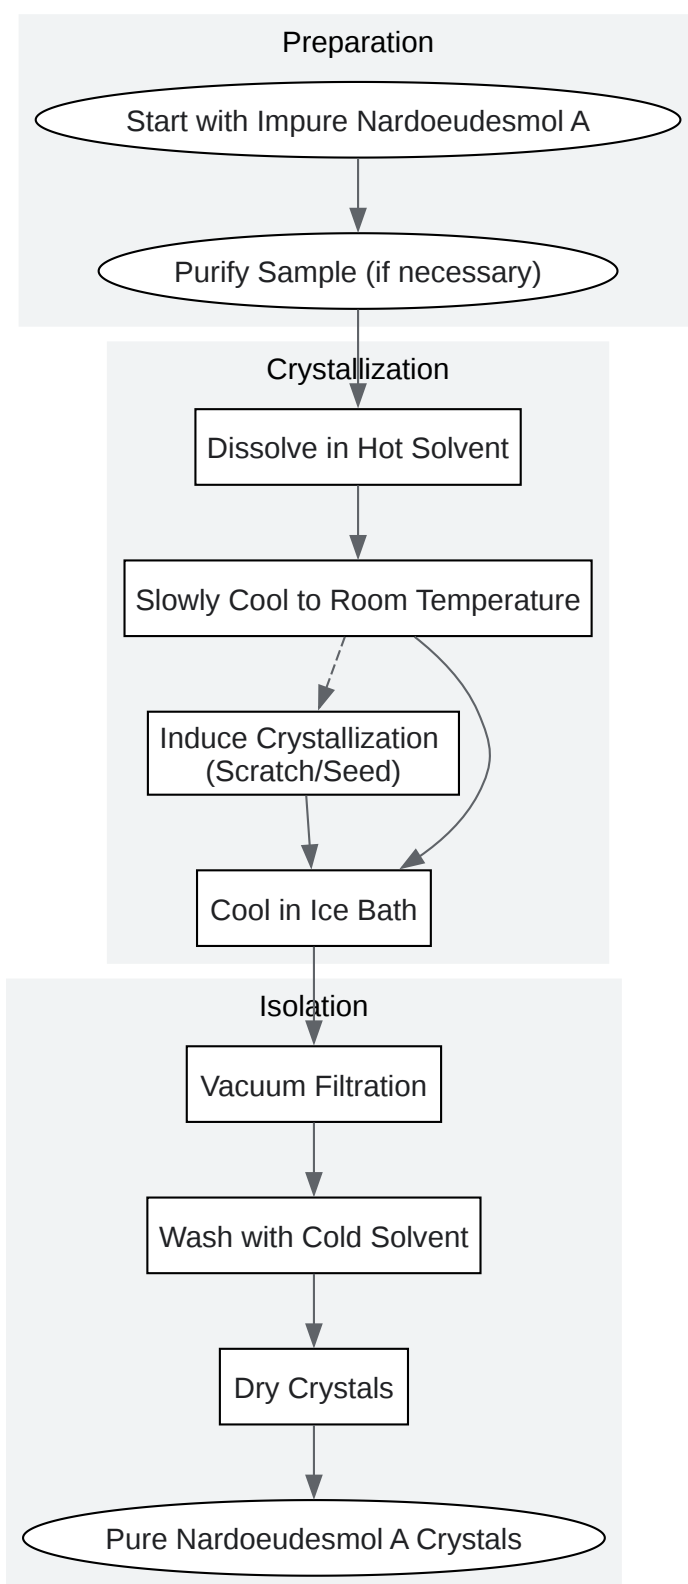 Preparation
Start with Impure Nardoeudesmol A
Purify Sample (if necessary)
Crystallization
Dissolve in Hot Solvent
Slowly Cool to Room Temperature
Induce Crystallization
(Scratch/Seed)
Cool in Ice Bath
Isolation
Vacuum Filtration
Wash with Cold Solvent
Dry Crystals
Pure Nardoeudesmol A Crystals